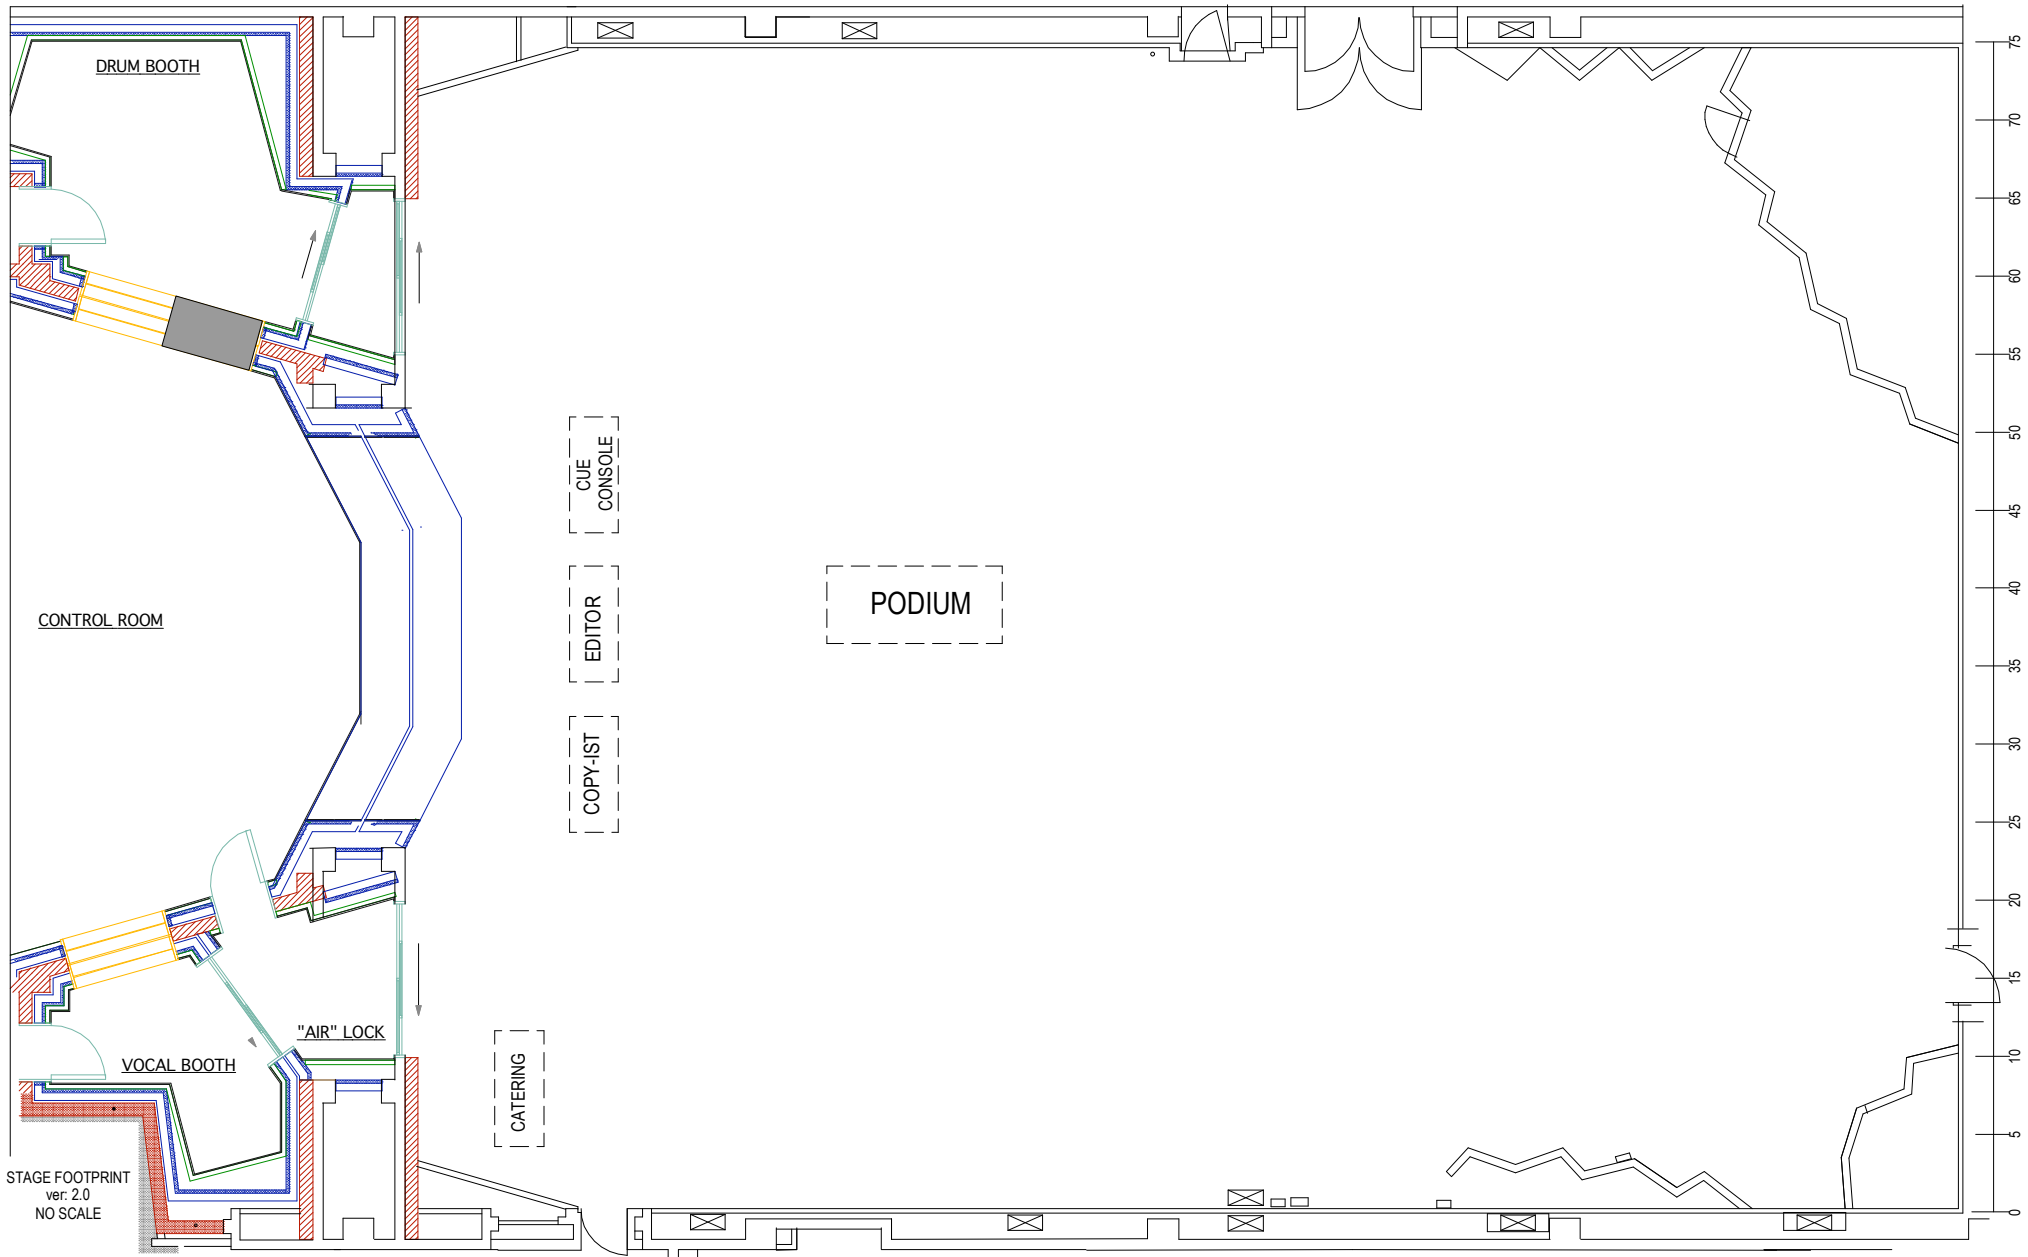 DRUM BOOTH
CONTROL ROOM
CUE
CONSOLE
EDITOR
COPY-IST
PODIUM
"AIR" LOCK
VOCAL BOOTH
CATERING
STAGE FOOTPRINT
ver: 2.0
NO SCALE
75
70
65
60
55
50
45
40
35
30
25
20
15
10
5
0